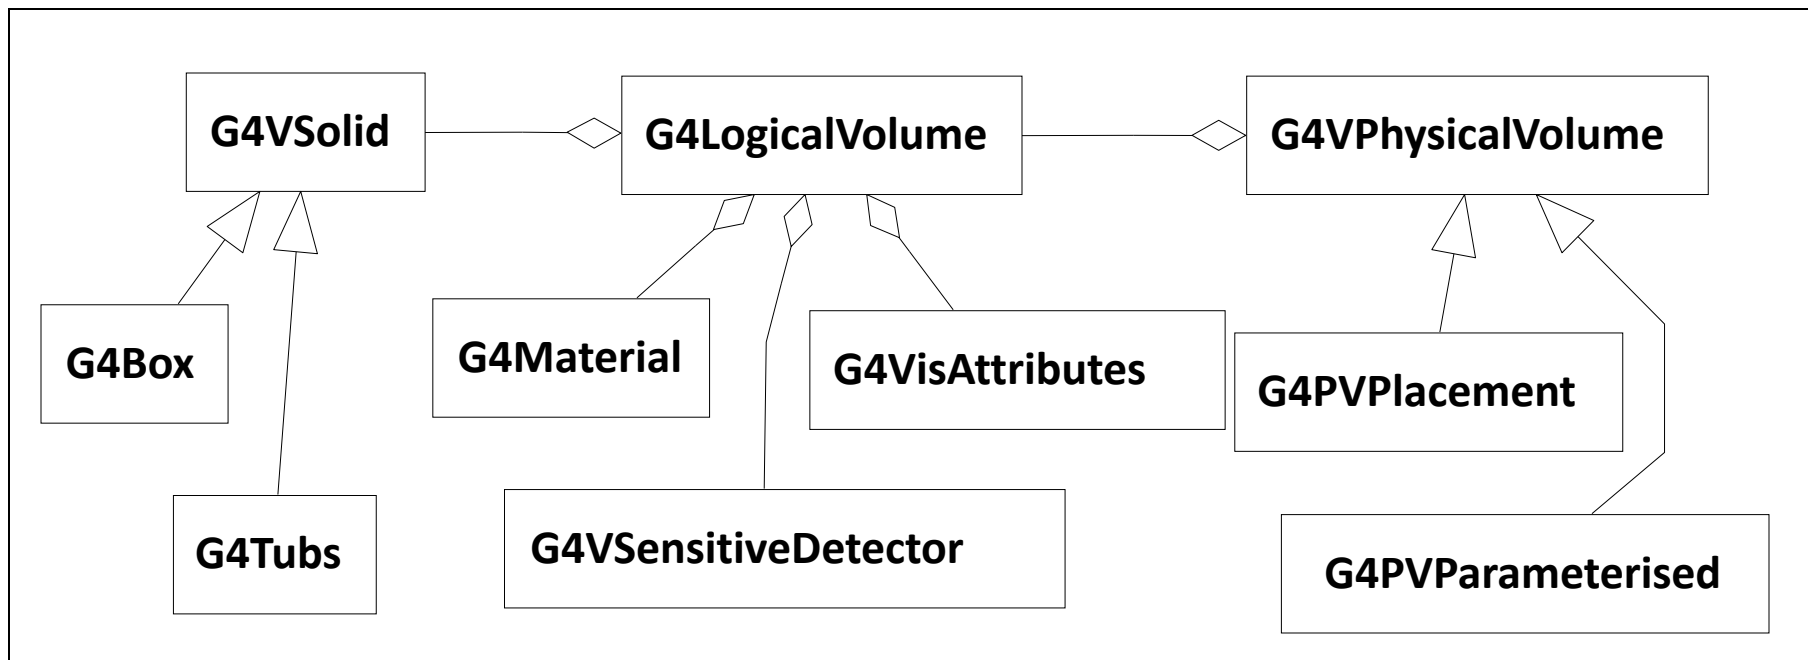 G4VSolid
G4LogicalVolume
G4VPhysicalVolume
G4Box
G4Material
G4VisAttributes
G4PVPlacement
G4Tubs
G4VSensitiveDetector
G4PVParameterised